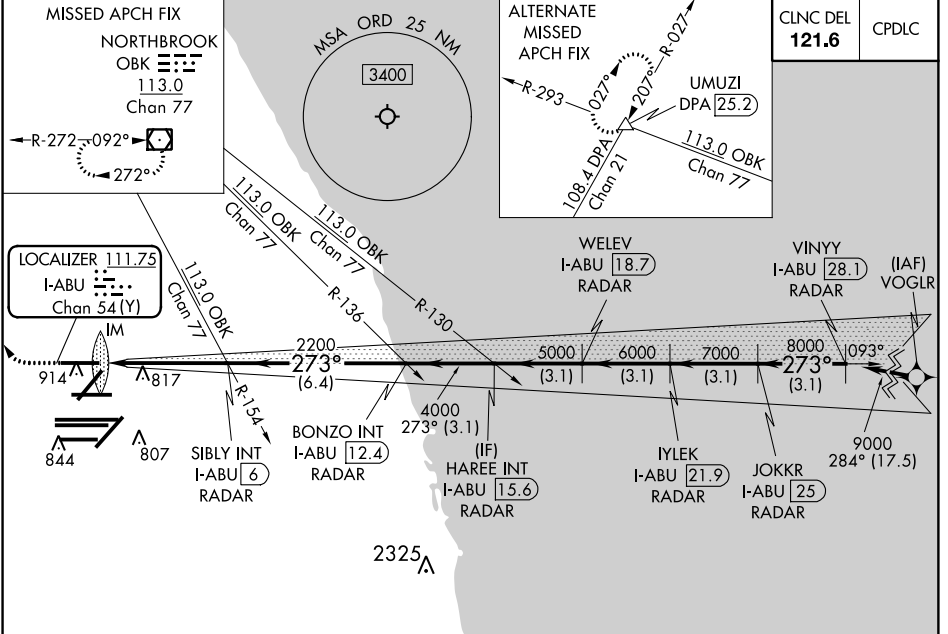 MISSED APCH FIX
NORTHBROOK
OBK
113.0
Chan 77
R-272
092°
272°
MSA ORD 25 NM
3400
ALTERNATE
MISSED
APCH FIX
R-027
R-293
027°
207°
UMUZI
DPA 25.2
108.4 DPA
Chan 21
113.0 OBK
Chan 77
CLNC DEL
121.6
CPDLC
LOCALIZER 111.75
I-ABU
Chan 54 (Y)
IM
113.0 OBK
Chan 77
113.0 OBK
Chan 77
113.0 OBK
Chan 77
R-136
R-130
R-154
WELEV
I-ABU 18.7
RADAR
VINYY
I-ABU 28.1
RADAR
(IAF)
VOGLR
2200
273°
(6.4)
4000
273° (3.1)
5000
(3.1)
6000
(3.1)
7000
(3.1)
8000
273°
(3.1)
093°
9000
284° (17.5)
914
817
844
807
SIBLY INT
I-ABU 6
RADAR
BONZO INT
I-ABU 12.4
RADAR
(IF)
HAREE INT
I-ABU 15.6
RADAR
IYLEK
I-ABU 21.9
RADAR
JOKKR
I-ABU 25
RADAR
2325